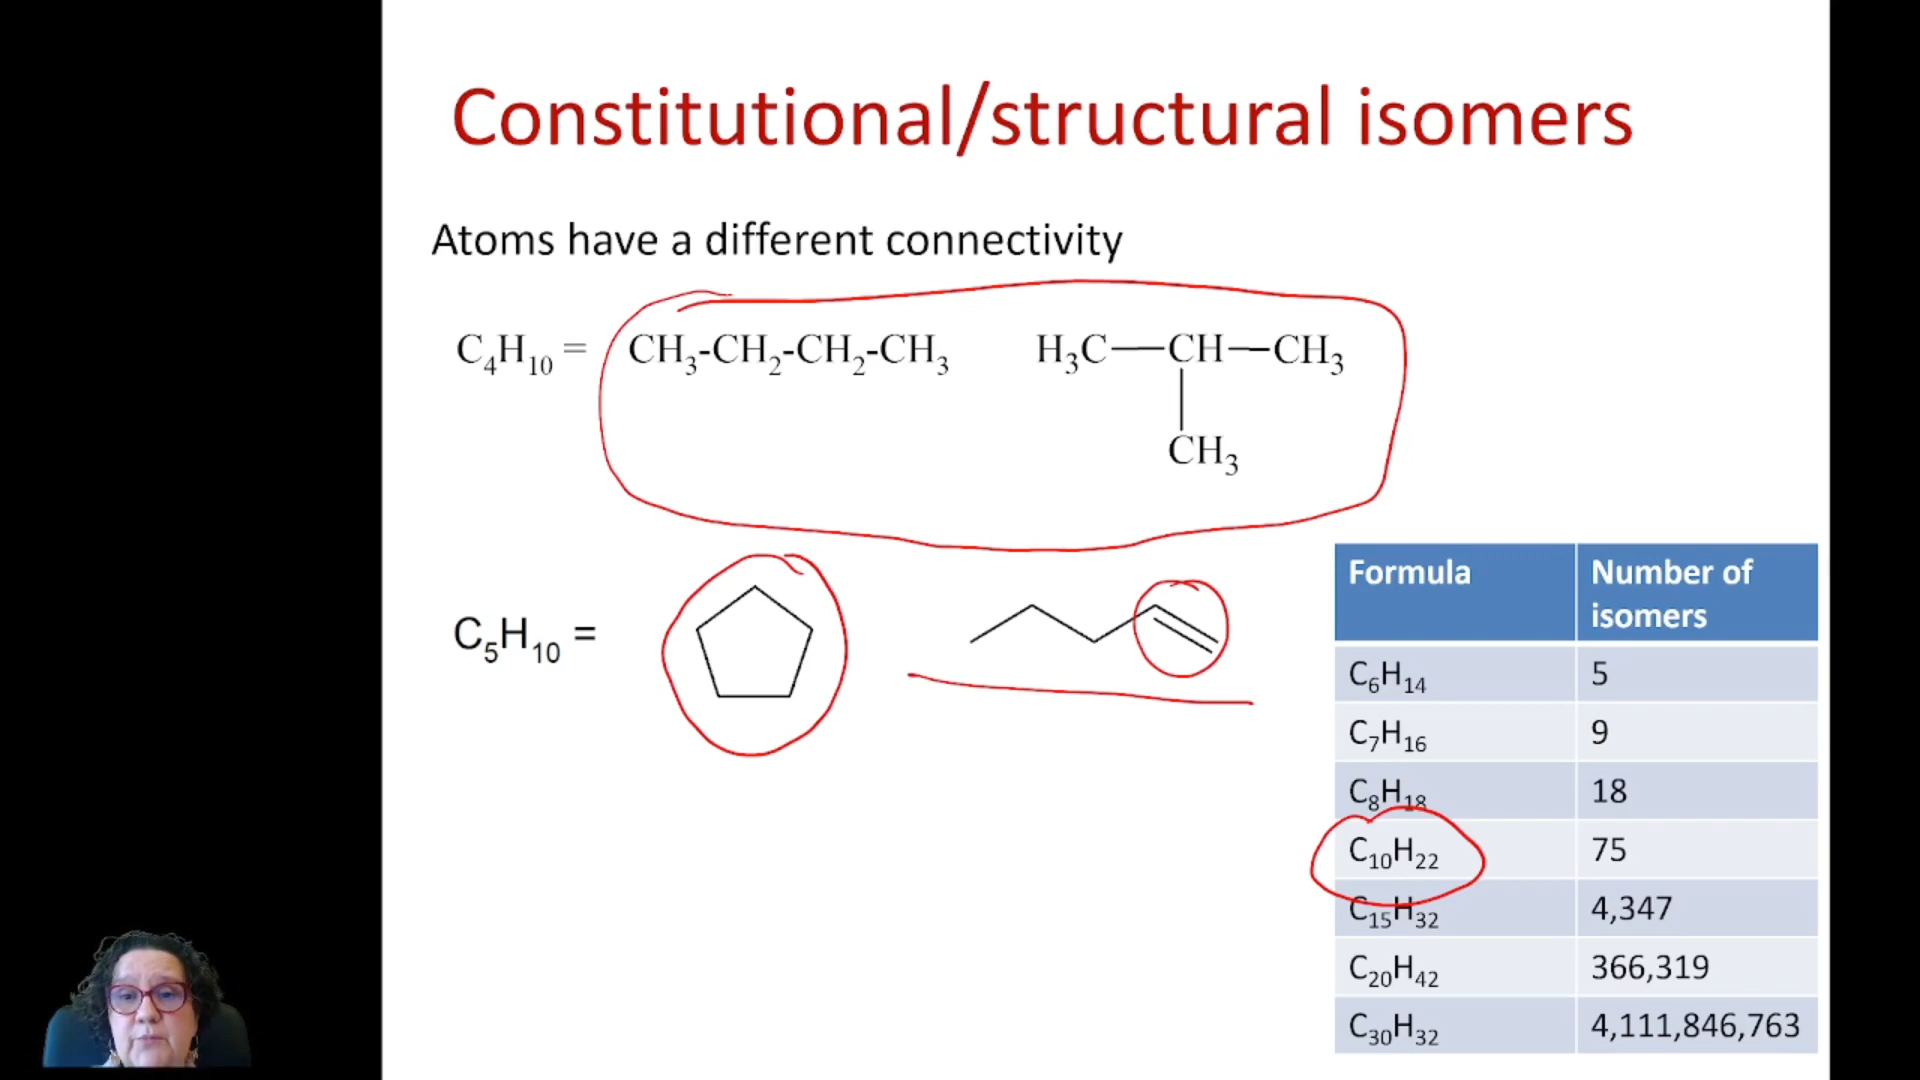 Constitutional/structural isomers
Atoms have a different connectivity
C₄H₁₀ = CH₃-CH₂-CH₂-CH₃ H₃C—CH—CH₃
CH₃
C₅H₁₀ =
Formula Number of isomers
C₆H₁₄ 5
C₇H₁₆ 9
C₈H₁₈ 18
C₁₀H₂₂ 75
C₁₅H₃₂ 4,347
C₂₀H₄₂ 366,319
C₃₀H₃₂ 4,111,846,763